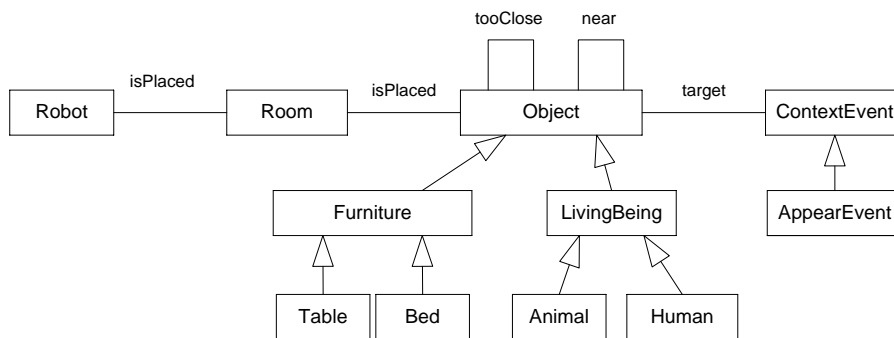 tooClose near
isPlaced
isPlaced
target
Robot Room Object ContextEvent
Furniture LivingBeing AppearEvent
Table Bed Animal Human